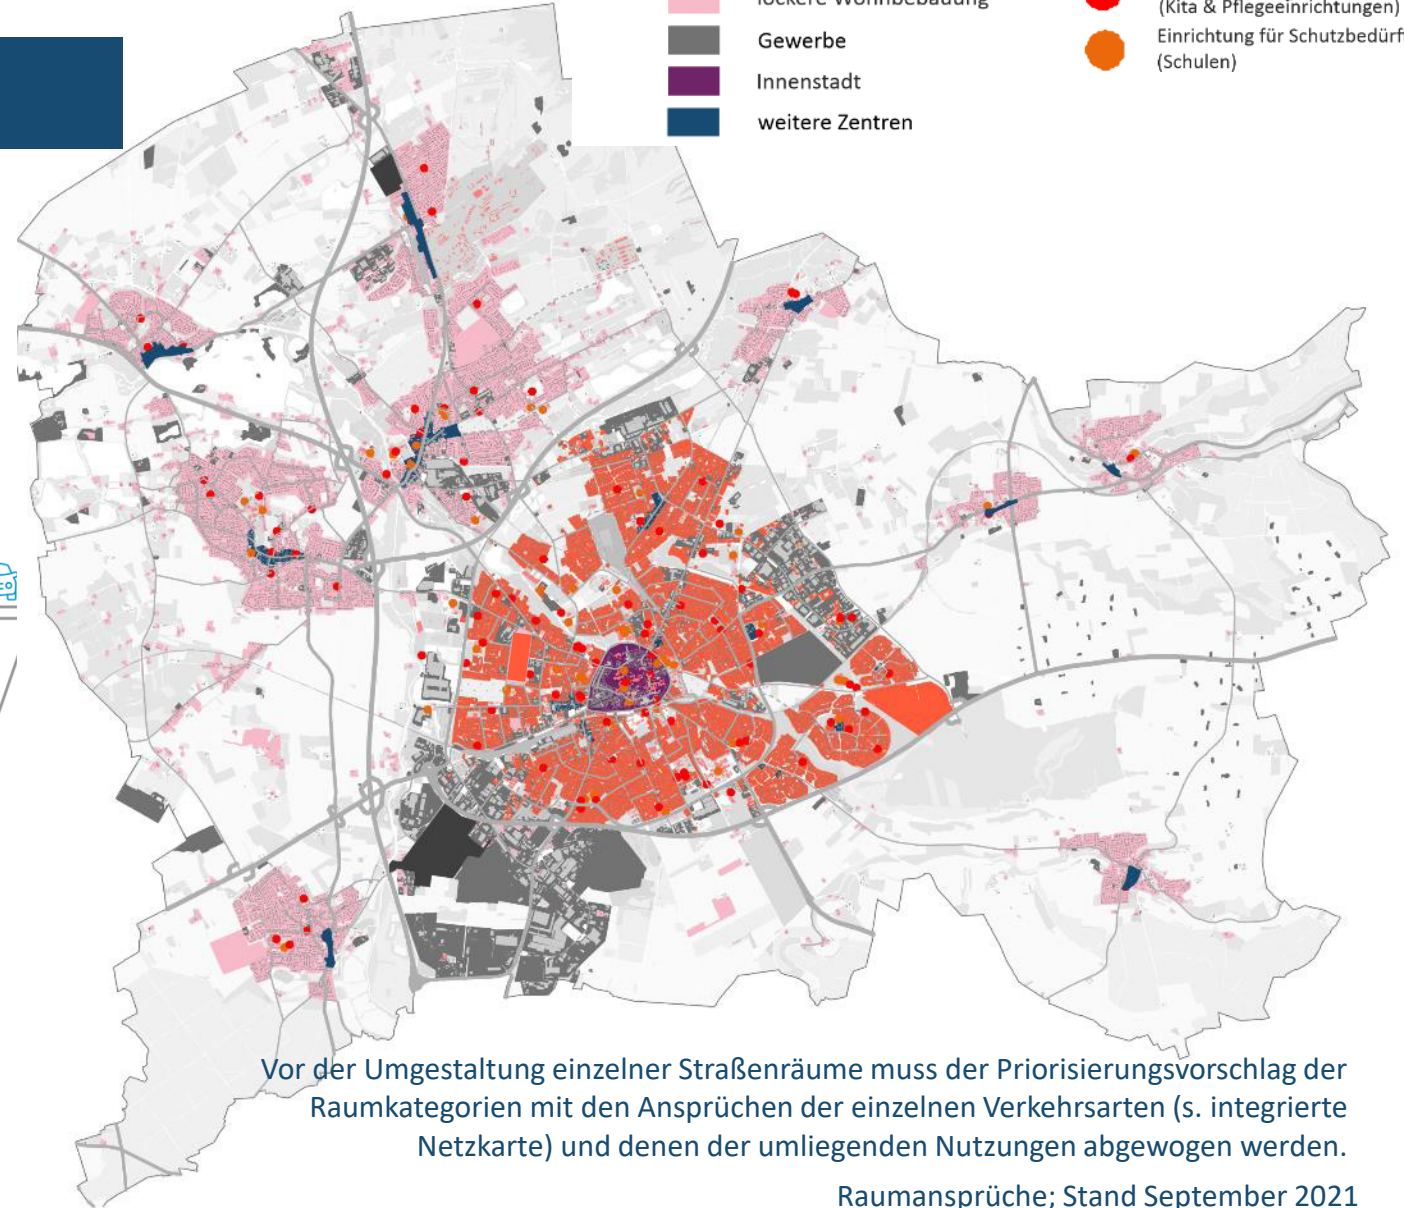 lockere Wohnbebauung
Gewerbe
Innenstadt
weitere Zentren
(Kita & Pflegeeinrichtungen)
Einrichtung für Schutzbedürf
(Schulen)
Vor der Umgestaltung einzelner Straßenräume muss der Priorisierungsvorschlag der
Raumkategorien mit den Ansprüchen der einzelnen Verkehrsarten (s. integrierte
Netzkarte) und denen der umliegenden Nutzungen abgewogen werden.
Raumansprüche; Stand September 2021